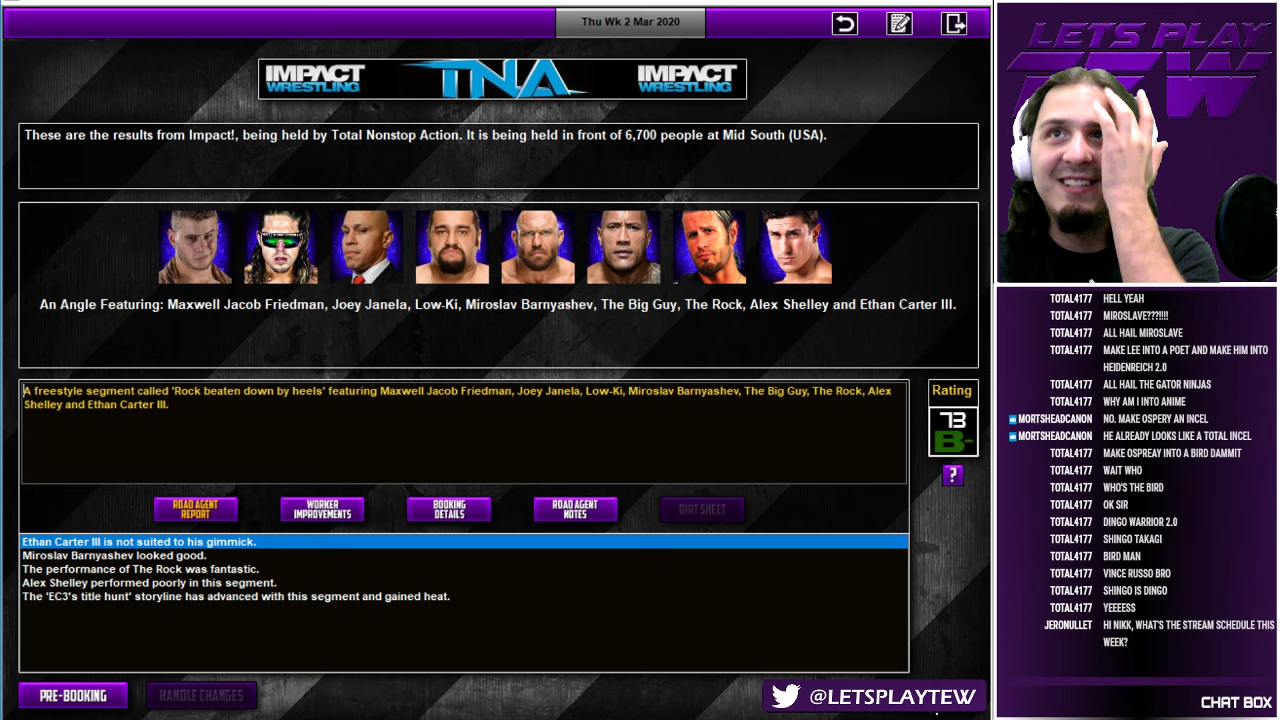 Thu Wk 2 Mar 2020
LETS PLAY
TEW
IMPACT WRESTLING TNA IMPACT WRESTLING
These are the results from Impact!, being held by Total Nonstop Action. It is being held in front of 6,700 people at Mid South (USA).
An Angle Featuring: Maxwell Jacob Friedman, Joey Janela, Low-Ki, Miroslav Barnyashev, The Big Guy, The Rock, Alex Shelley and Ethan Carter III.
A freestyle segment called 'Rock beaten down by heels' featuring Maxwell Jacob Friedman, Joey Janela, Low-Ki, Miroslav Barnyashev, The Big Guy, The Rock, Alex
Shelley and Ethan Carter III.
Rating
73
B-
?
ROAD AGENT REPORT
WORKER IMPROVEMENTS
BOOKING DETAILS
ROAD AGENT NOTES
DIRT SHEET
Ethan Carter III is not suited to his gimmick.
Miroslav Barnyashev looked good.
The performance of The Rock was fantastic.
Alex Shelley performed poorly in this segment.
The 'EC3's title hunt' storyline has advanced with this segment and gained heat.
PRE-BOOKING
HANDLE CHANGES
@LETSPLAYTEW
TOTAL4177 HELL YEAH
TOTAL4177 MIROSLAVE???!!!!
TOTAL4177 ALL HAIL MIROSLAVE
TOTAL4177 MAKE LEE INTO A POET AND MAKE HIM INTO
HEIDENREICH 2.0
TOTAL4177 ALL HAIL THE GATOR NINJAS
TOTAL4177 WHY AM I INTO ANIME
MORTSHEADCANON NO. MAKE OSPERY AN INCEL
MORTSHEADCANON HE ALREADY LOOKS LIKE A TOTAL INCEL
TOTAL4177 MAKE OSPREAY INTO A BIRD DAMMIT
TOTAL4177 WAIT WHO
TOTAL4177 WHO'S THE BIRD
TOTAL4177 OK SIR
TOTAL4177 DINGO WARRIOR 2.0
TOTAL4177 SHINGO TAKAGI
TOTAL4177 BIRD MAN
TOTAL4177 VINCE RUSSO BRO
TOTAL4177 SHINGO IS DINGO
TOTAL4177 YEEEESS
JERONULLET HI NIKK, WHAT'S THE STREAM SCHEDULE THIS
WEEK?
CHAT BOX